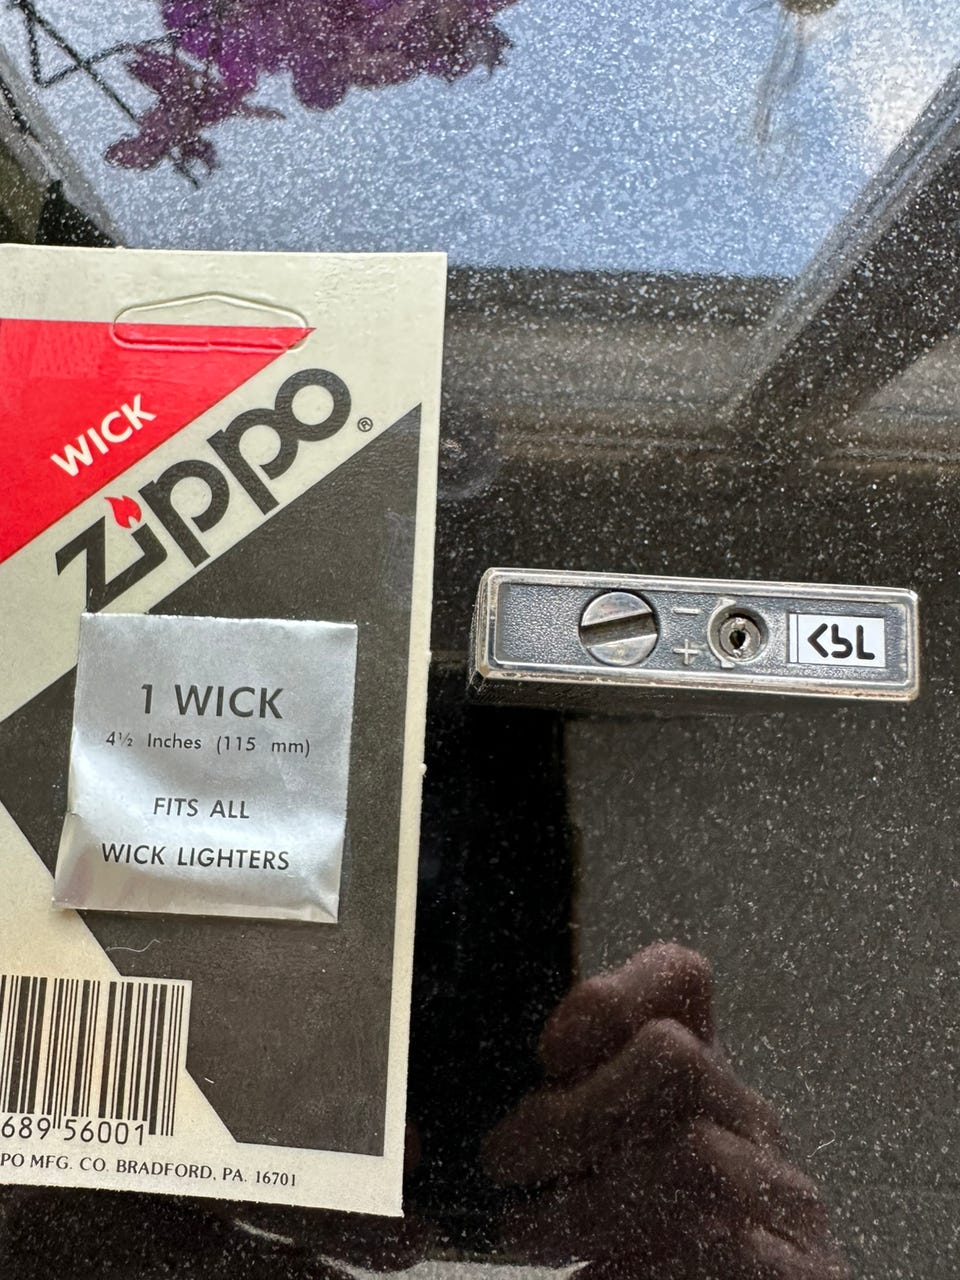 WICK
zippo®
1 WICK
4½ Inches (115 mm)
FITS ALL
WICK LIGHTERS
689 56001
PO MFG. CO. BRADFORD, PA. 16701
−
+